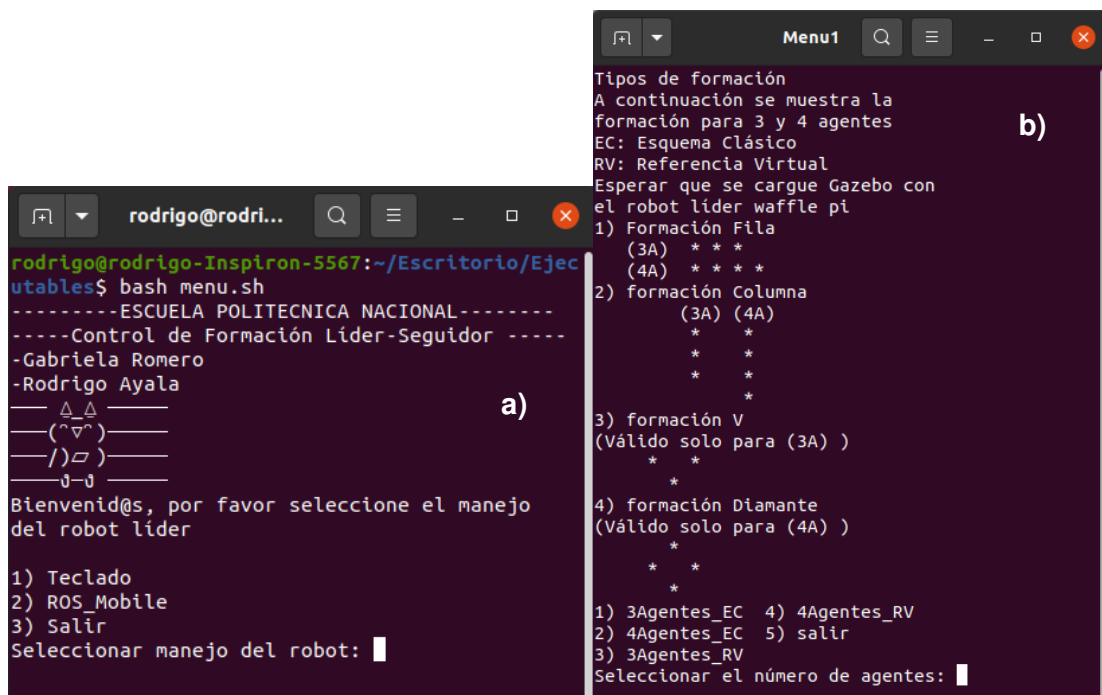 rodrigo@rodri...
rodrigo@rodrigo-Inspiron-5567:~/Escritorio/Ejec
utables$ bash menu.sh
---------ESCUELA POLITECNICA NACIONAL--------
-----Control de Formación Líder-Seguidor -----
-Gabriela Romero
-Rodrigo Ayala
a)
Bienvenid@s, por favor seleccione el manejo
del robot líder
1) Teclado
2) ROS_Mobile
3) Salir
Seleccionar manejo del robot:
Menu1
Tipos de formación
A continuación se muestra la
formación para 3 y 4 agentes
b)
EC: Esquema Clásico
RV: Referencia Virtual
Esperar que se cargue Gazebo con
el robot líder waffle pi
1) Formación Fila
(3A) * * *
(4A) * * * *
2) formación Columna
(3A) (4A)
* *
* *
* *
*
3) formación V
(Válido solo para (3A) )
* *
*
4) formación Diamante
(Válido solo para (4A) )
*
* *
*
1) 3Agentes_EC 4) 4Agentes_RV
2) 4Agentes_EC 5) salir
3) 3Agentes_RV
Seleccionar el número de agentes: